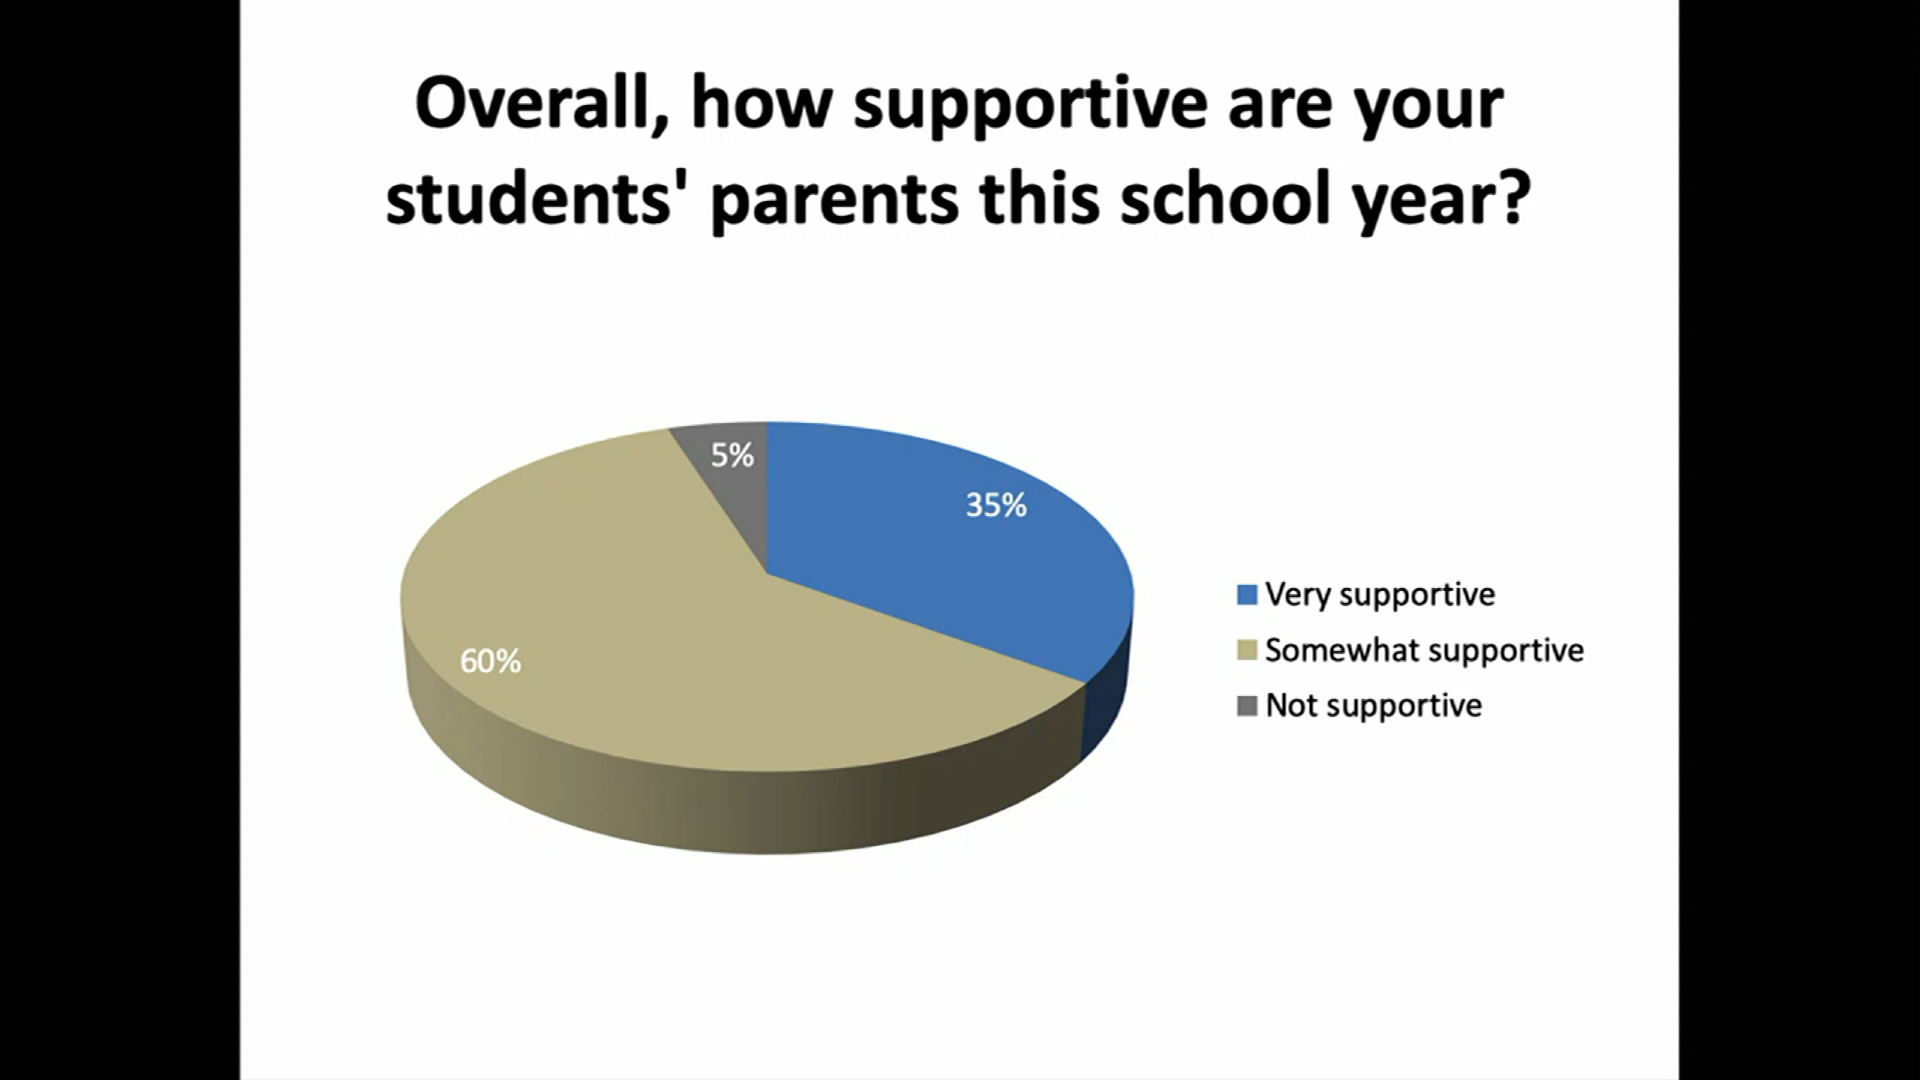 Overall, how supportive are your
students' parents this school year?
5%
35%
60%
Very supportive
Somewhat supportive
Not supportive